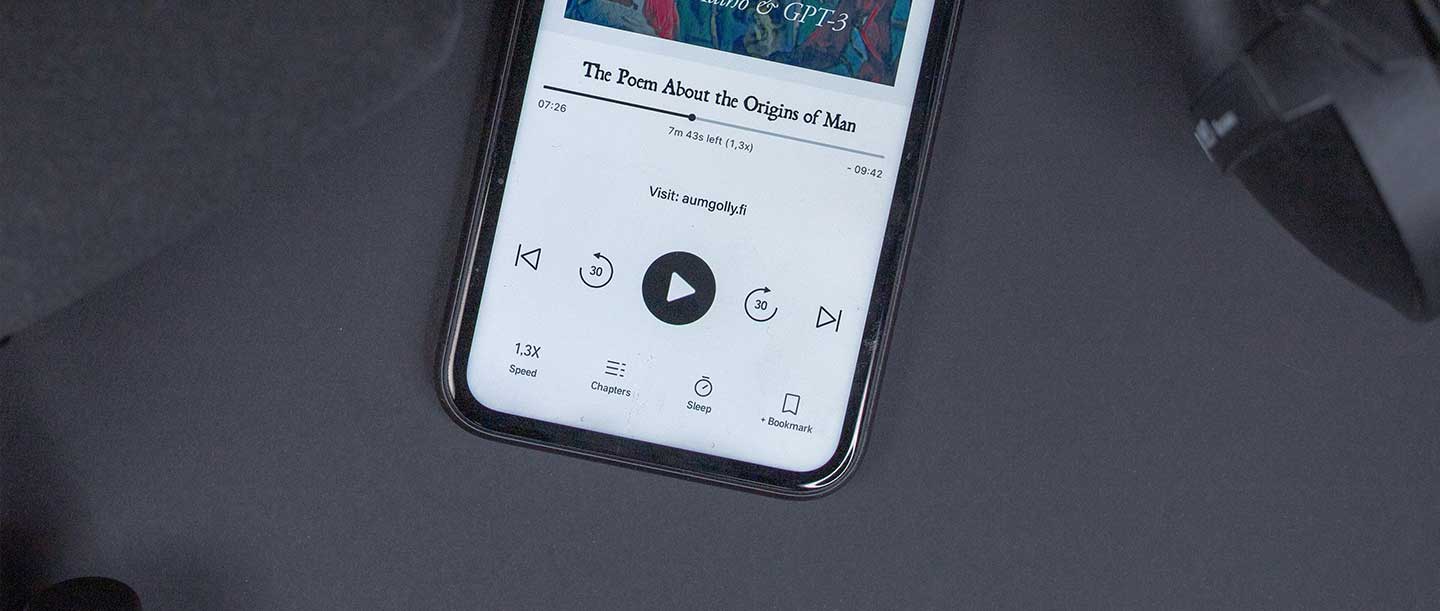 & GPT-3
The Poem About the Origins of Man
07:26
7m 43s left (1,3x)
- 09:42
Visit: aumgolly.fi
30
30
1,3X
Speed
Chapters
Sleep
+ Bookmark